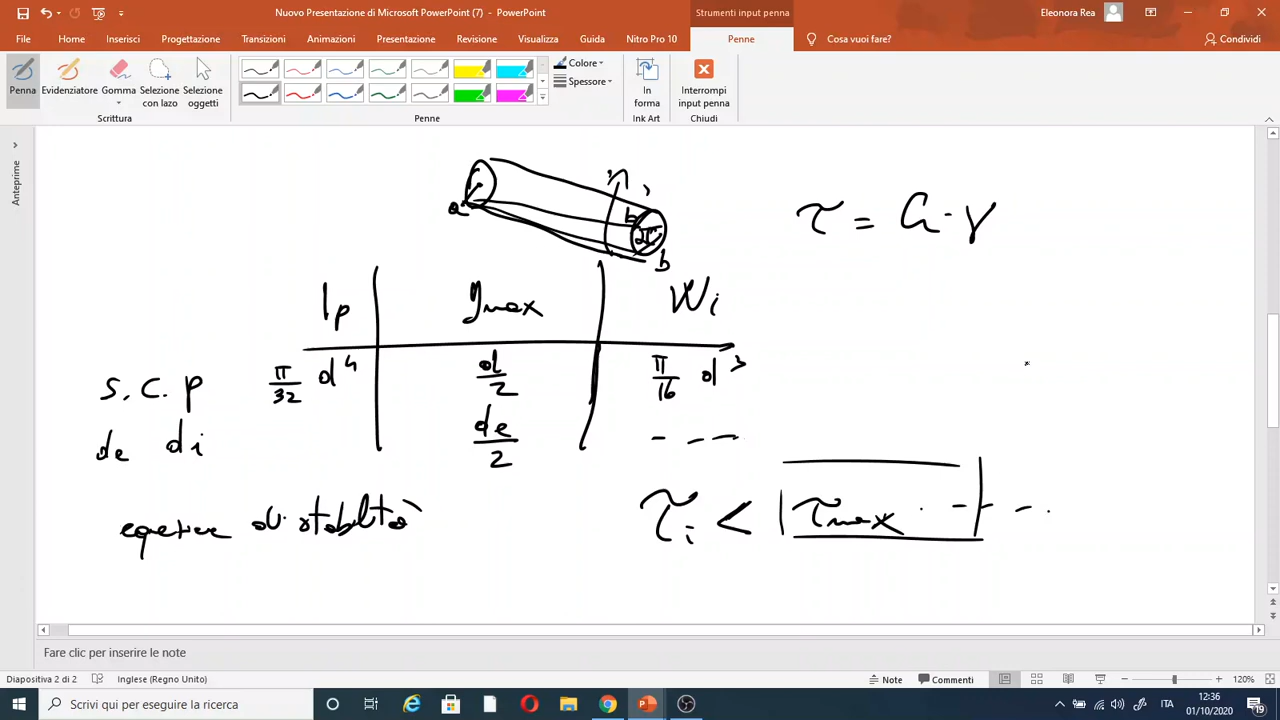 Nuovo Presentazione di Microsoft PowerPoint (7) - PowerPoint
Strumenti input penna
Eleonora Rea
File Home Inserisci Progettazione Transizioni Animazioni Presentazione Revisione Visualizza Guida Nitro Pro 10 Penne Cosa vuoi fare? Condividi
Penna Evidenziatore Gomma Selezione con lazo Selezione oggetti
Colore
Spessore
In forma
Interrompi input penna
Scrittura Penne Ink Art Chiudi
Anteprime
a b b
τ = G · γ
Ip ymax Wi
s.c.p π/32 d⁴ d/2 π/16 d³
de di de/2 - - - -
equazione di stabilità τi < τmax
Fare clic per inserire le note
Diapositiva 2 di 2 Inglese (Regno Unito) Note Commenti 120%
Scrivi qui per eseguire la ricerca ITA 12:36
01/10/2020 19